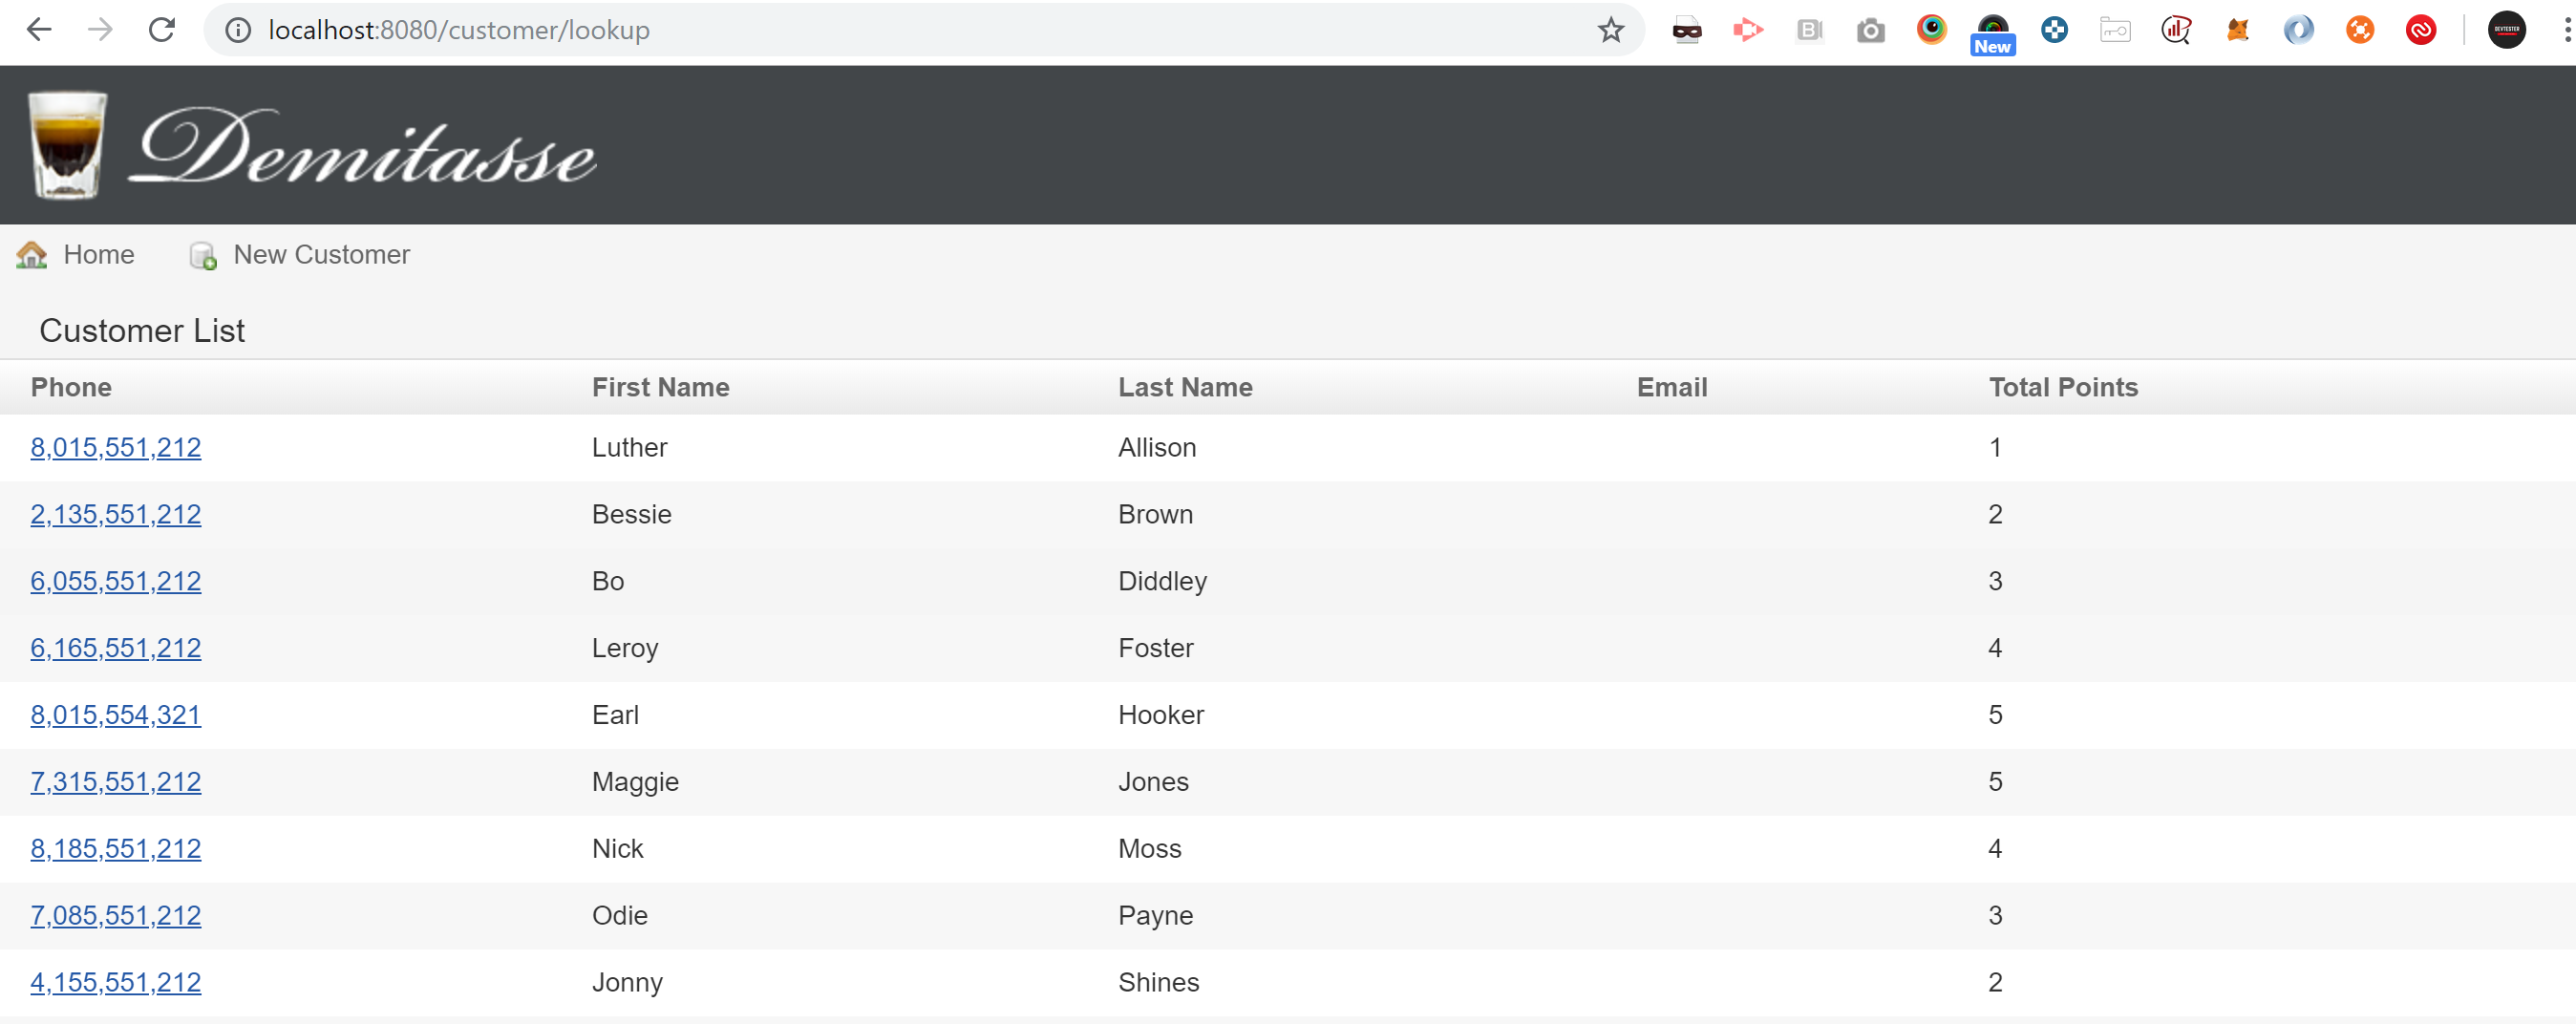 localhost:8080/customer/lookup
New
Demitasse
Home New Customer
Customer List
Phone First Name Last Name Email Total Points
8,015,551,212 Luther Allison 1
2,135,551,212 Bessie Brown 2
6,055,551,212 Bo Diddley 3
6,165,551,212 Leroy Foster 4
8,015,554,321 Earl Hooker 5
7,315,551,212 Maggie Jones 5
8,185,551,212 Nick Moss 4
7,085,551,212 Odie Payne 3
4,155,551,212 Jonny Shines 2